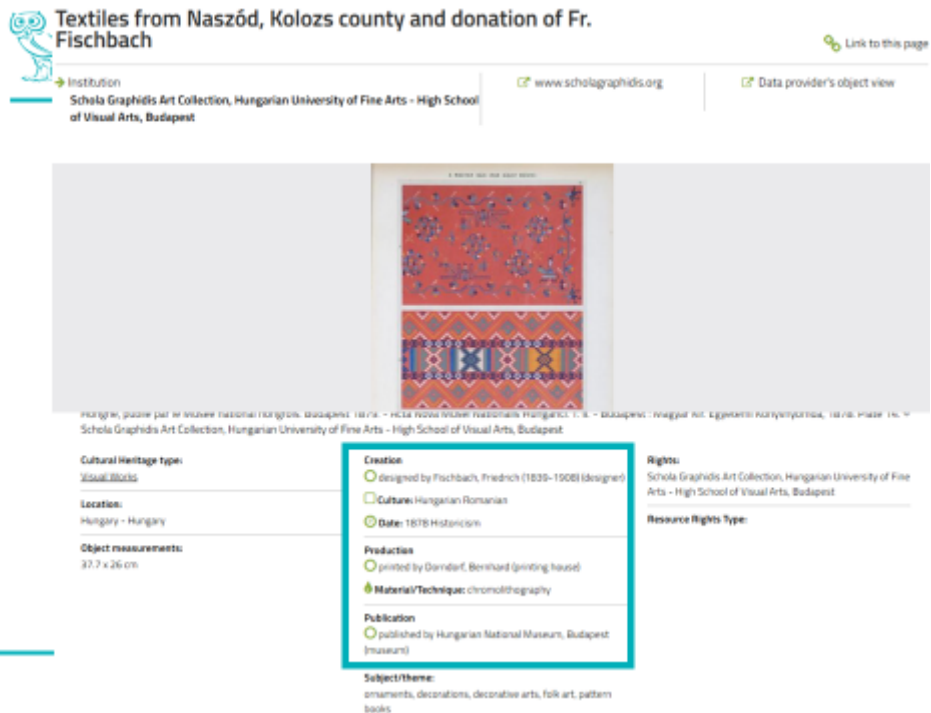 Textiles from Naszód, Kolozs county and donation of Fr.
Fischbach
Link to this page
Institution
Schola Graphidis Art Collection, Hungarian University of Fine Arts - High School
of Visual Arts, Budapest
www.scholagraphidis.org
Data provider's object view
Schola Graphidis Art Collection, Hungarian University of Fine Arts - High School of Visual Arts, Budapest
Cultural Heritage type:
Visual Works
Location:
Hungary - Hungary
Object measurements:
37.7 x 26 cm
Creation
designed by Fischbach, Friedrich (1839-1908) (designer)
Culture: Hungarian Romanian
Date: 1878 Historicism
Production
printed by Dorndorf, Bernhard (printing house)
Material/Technique: chromolithography
Publication
published by Hungarian National Museum, Budapest
(museum)
Subject/theme:
ornaments, decorations, decorative arts, folk art, pattern
books
Rights:
Schola Graphidis Art Collection, Hungarian University of Fine
Arts - High School of Visual Arts, Budapest
Resource Rights Type: